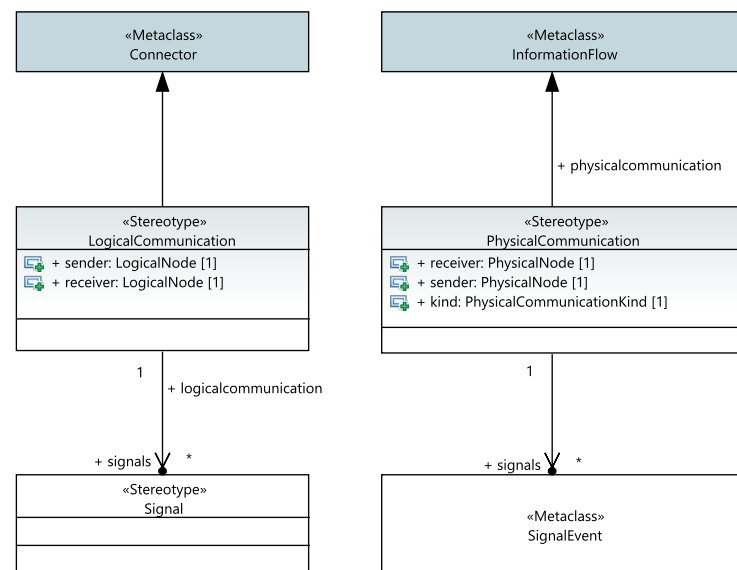 «Metaclass»
Connector
«Metaclass»
InformationFlow
+ physicalcommunication
«Stereotype»
LogicalCommunication
+ sender: LogicalNode [1]
+ receiver: LogicalNode [1]
«Stereotype»
PhysicalCommunication
+ receiver: PhysicalNode [1]
+ sender: PhysicalNode [1]
+ kind: PhysicalCommunicationKind [1]
1
+ logicalcommunication
+ signals
*
1
+ signals
*
«Stereotype»
Signal
«Metaclass»
SignalEvent